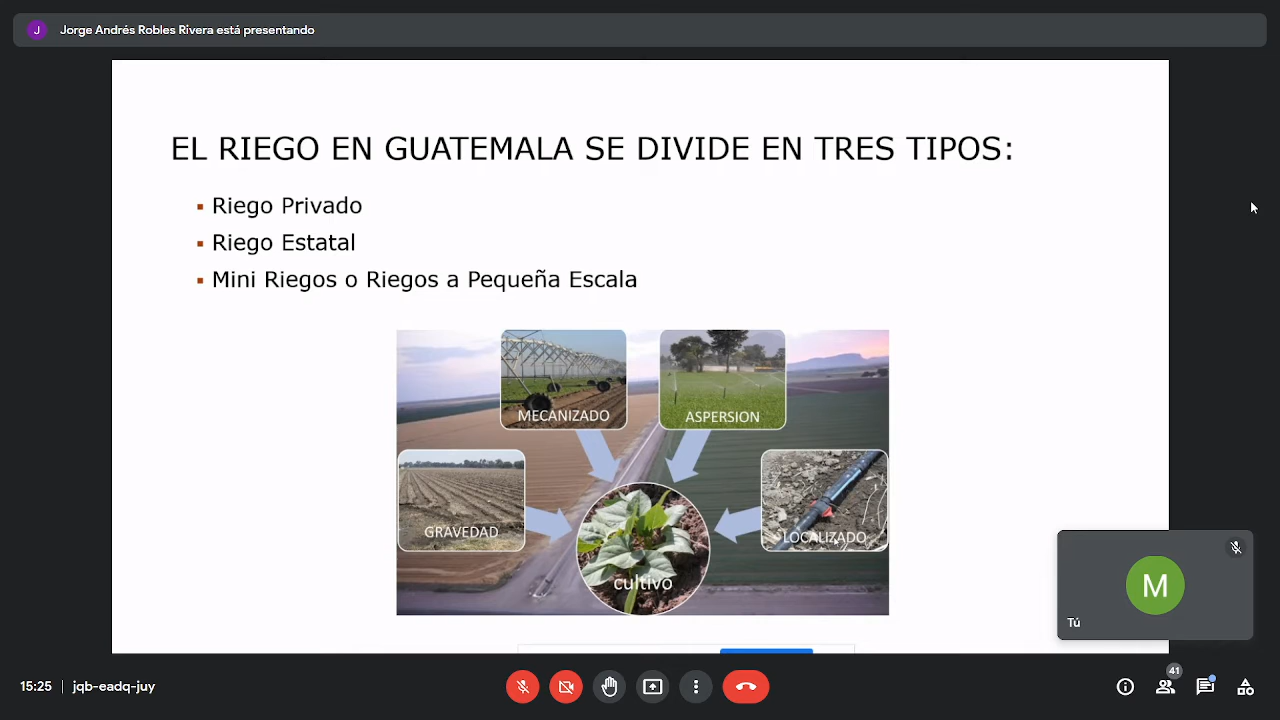 J Jorge Andrés Robles Rivera está presentando
EL RIEGO EN GUATEMALA SE DIVIDE EN TRES TIPOS:
▪ Riego Privado
▪ Riego Estatal
▪ Mini Riegos o Riegos a Pequeña Escala
MECANIZADO
ASPERSION
GRAVEDAD
LOCALIZADO
cultivo
M
Tú
15:25 | jqb-eadq-juy
41